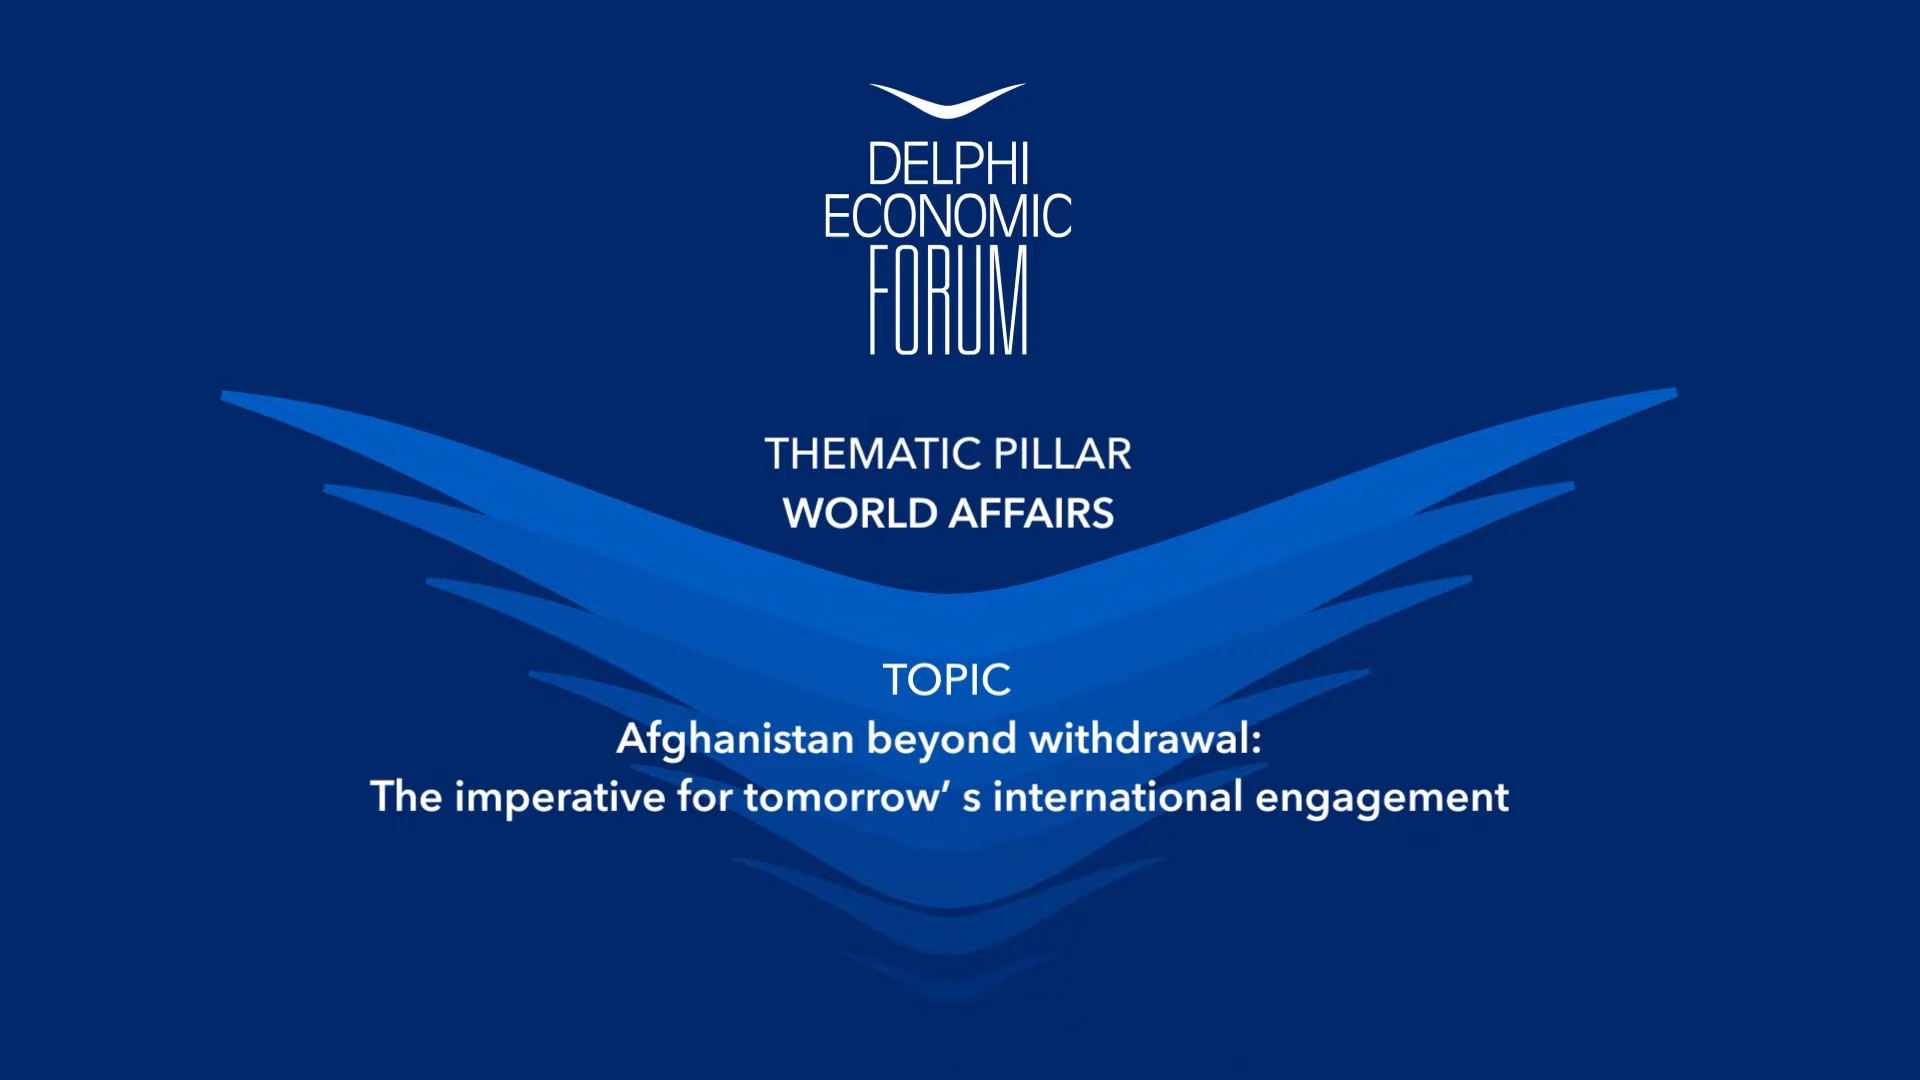 DELPHI
ECONOMIC
FORUM
THEMATIC PILLAR
WORLD AFFAIRS
TOPIC
Afghanistan beyond withdrawal:
The imperative for tomorrow’ s international engagement